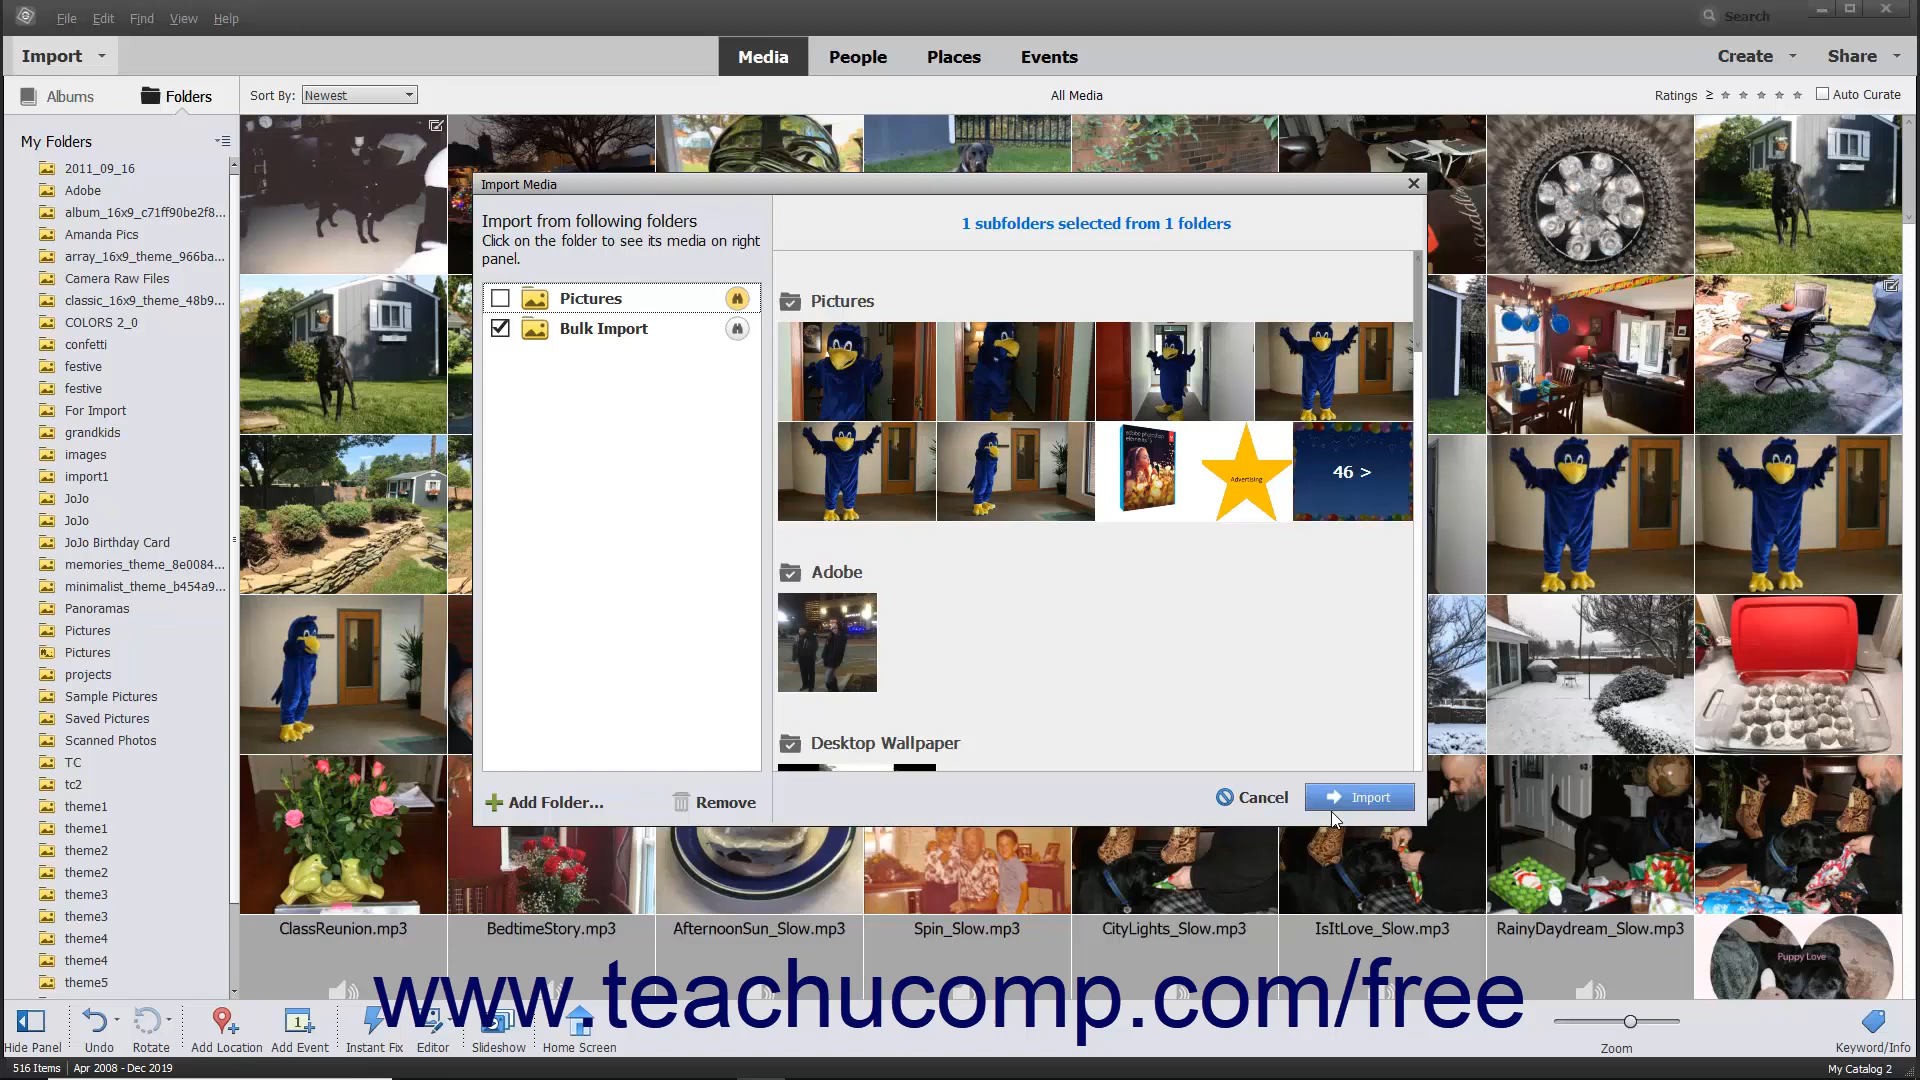 File Edit Find View Help
Search
Import
Media People Places Events
Create Share
Albums Folders
Sort By: Newest
All Media
Ratings ≥
Auto Curate
My Folders
2011_09_16
Adobe
album_16x9_c71ff90be2f8...
Amanda Pics
array_16x9_theme_966ba...
Camera Raw Files
classic_16x9_theme_48b9...
COLORS 2_0
confetti
festive
festive
For Import
grandkids
images
import1
JoJo
JoJo
JoJo Birthday Card
memories_theme_8e0084...
minimalist_theme_b454a9...
Panoramas
Pictures
Pictures
projects
Sample Pictures
Saved Pictures
Scanned Photos
TC
tc2
theme1
theme1
theme2
theme2
theme3
theme3
theme4
theme4
theme5
Import Media
Import from following folders
Click on the folder to see its media on right
panel.
Pictures
Bulk Import
Add Folder...
Remove
1 subfolders selected from 1 folders
Pictures
Advertising
46 >
Adobe
Desktop Wallpaper
Cancel
Import
ClassReunion.mp3
BedtimeStory.mp3
AfternoonSun_Slow.mp3
Spin_Slow.mp3
CityLights_Slow.mp3
IsItLove_Slow.mp3
RainyDaydream_Slow.mp3
Puppy Love
www.teachucomp.com/free
Hide Panel
Undo
Rotate
Add Location
Add Event
Instant Fix
Editor
Slideshow
Home Screen
Zoom
Keyword/Info
516 Items
Apr 2008 - Dec 2019
My Catalog 2